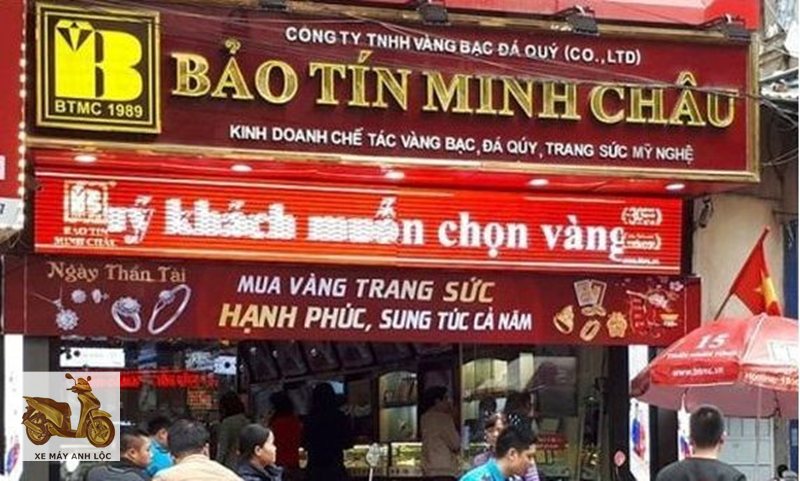 CÔNG TY TNHH VÀNG BẠC ĐÁ QUÝ (CO.,LTD)
BẢO TÍN MINH CHÂU
BTMC 1989
KINH DOANH CHẾ TÁC VÀNG BẠC, ĐÁ QÚY, TRANG SỨC MỸ NGHỆ
BẢO TÍN
MINH CHÂU
khách muốn chọn vàng
Ngày Thần Tài
MUA VÀNG TRANG SỨC
HẠNH PHÚC, SUNG TÚC CẢ NĂM
15
www.btmc.vn
XE MÁY ANH LỘC